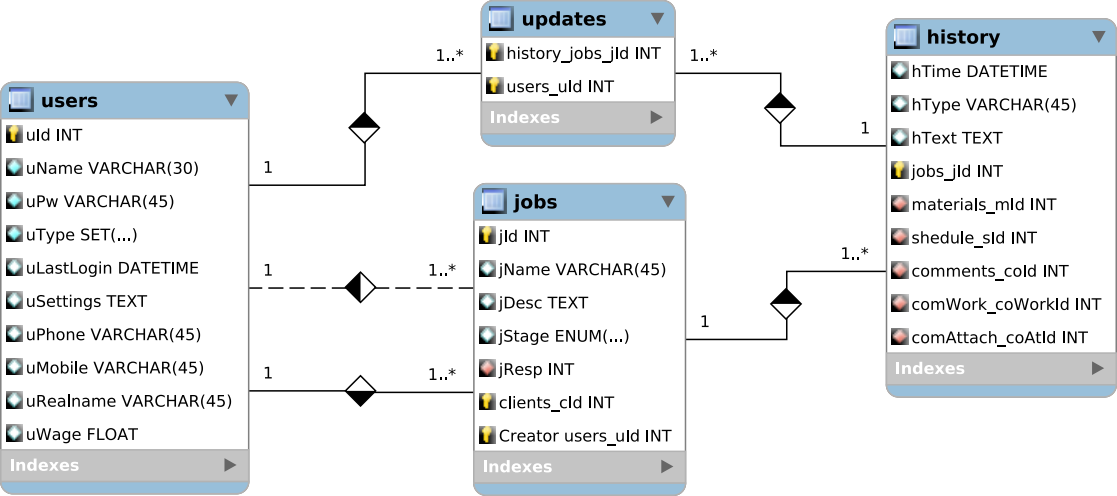 updates
history_jobs_jId INT
users_uId INT
Indexes
history
hTime DATETIME
hType VARCHAR(45)
hText TEXT
jobs_jId INT
materials_mId INT
shedule_sId INT
comments_coId INT
comWork_coWorkId INT
comAttach_coAtId INT
Indexes
users
uId INT
uName VARCHAR(30)
uPw VARCHAR(45)
uType SET(...)
uLastLogin DATETIME
uSettings TEXT
uPhone VARCHAR(45)
uMobile VARCHAR(45)
uRealname VARCHAR(45)
uWage FLOAT
Indexes
jobs
jId INT
jName VARCHAR(45)
jDesc TEXT
jStage ENUM(...)
jResp INT
clients_cId INT
Creator users_uId INT
Indexes
1..*
1..*
1
1
1
1..*
1..*
1
1
1..*